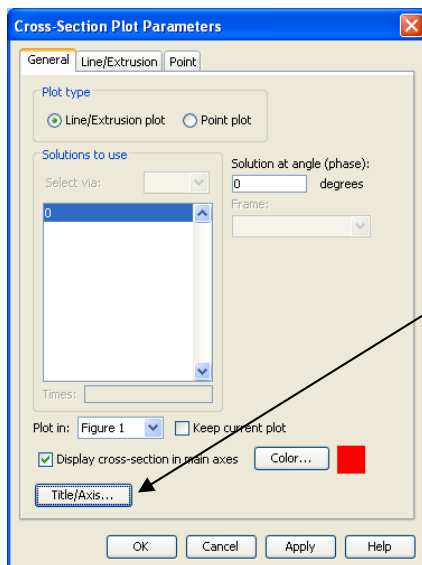 Cross-Section Plot Parameters
General Line/Extrusion Point
Plot type
Line/Extrusion plot Point plot
Solutions to use
Select via:
0
Times:
Solution at angle (phase):
0 degrees
Frame:
Plot in: Figure 1 Keep current plot
Display cross-section in main axes Color...
Title/Axis...
OK Cancel Apply Help